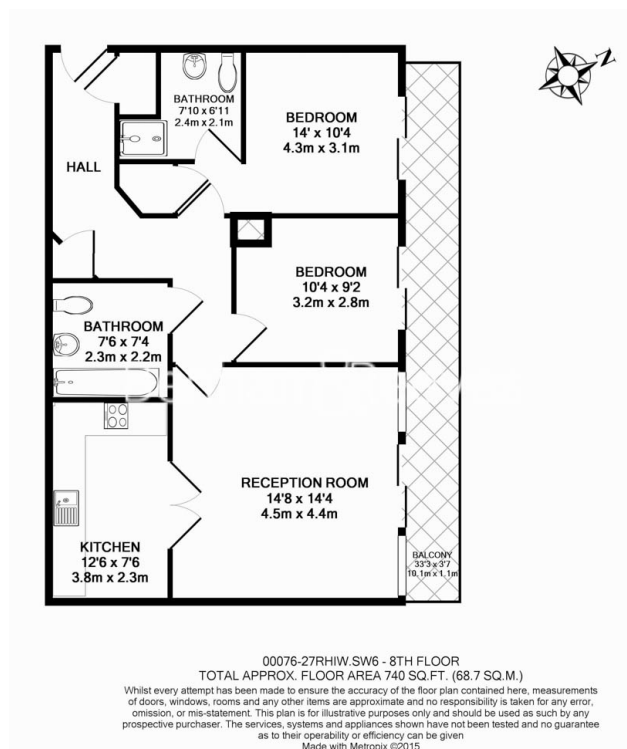 N
BATHROOM
7'10 x 6'11
2.4m x 2.1m
BEDROOM
14' x 10'4
4.3m x 3.1m
HALL
BEDROOM
10'4 x 9'2
3.2m x 2.8m
BATHROOM
7'6 x 7'4
2.3m x 2.2m
RECEPTION ROOM
14'8 x 14'4
4.5m x 4.4m
KITCHEN
12'6 x 7'6
3.8m x 2.3m
BALCONY
33'3 x 3'7
10.1m x 1.1m
00076-27RHIW.SW6 - 8TH FLOOR
TOTAL APPROX. FLOOR AREA 740 SQ.FT. (68.7 SQ.M.)
Whilst every attempt has been made to ensure the accuracy of the floor plan contained here, measurements
of doors, windows, rooms and any other items are approximate and no responsibility is taken for any error,
omission, or mis-statement. This plan is for illustrative purposes only and should be used as such by any
prospective purchaser. The services, systems and appliances shown have not been tested and no guarantee
as to their operability or efficiency can be given
Made with Metropix ©2015